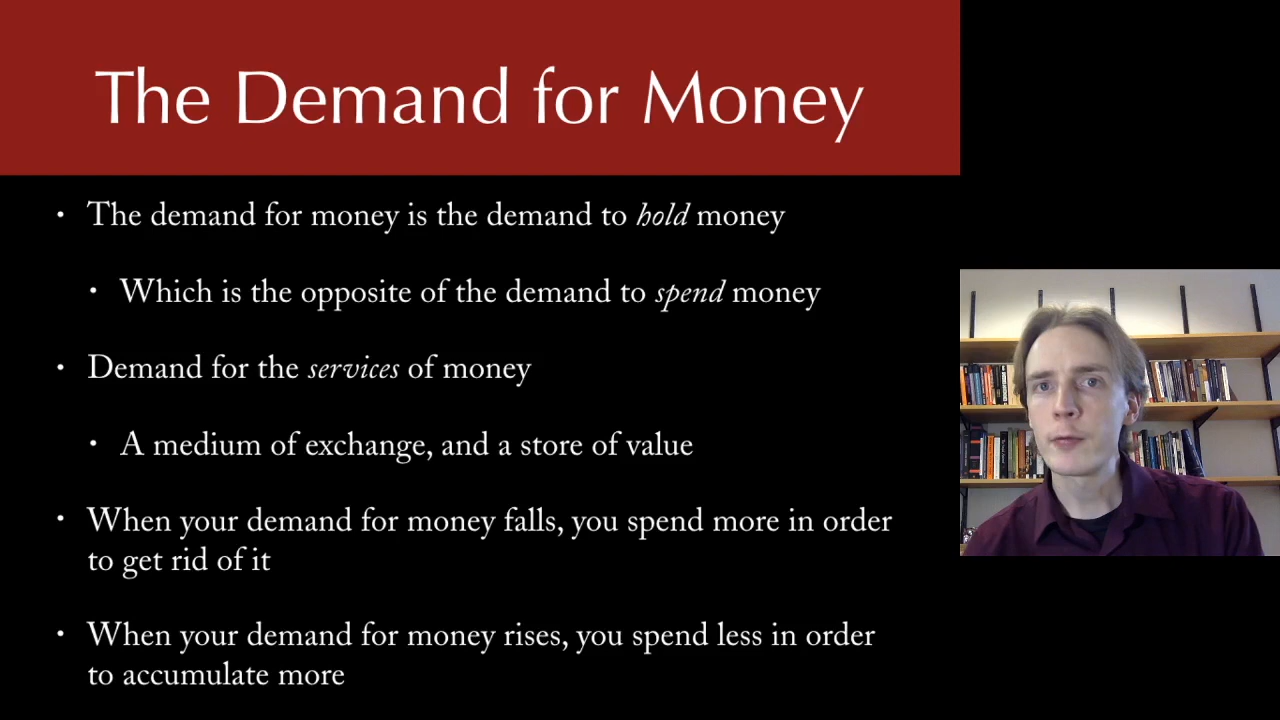 The Demand for Money
• The demand for money is the demand to hold money
• Which is the opposite of the demand to spend money
• Demand for the services of money
• A medium of exchange, and a store of value
• When your demand for money falls, you spend more in order
to get rid of it
• When your demand for money rises, you spend less in order
to accumulate more